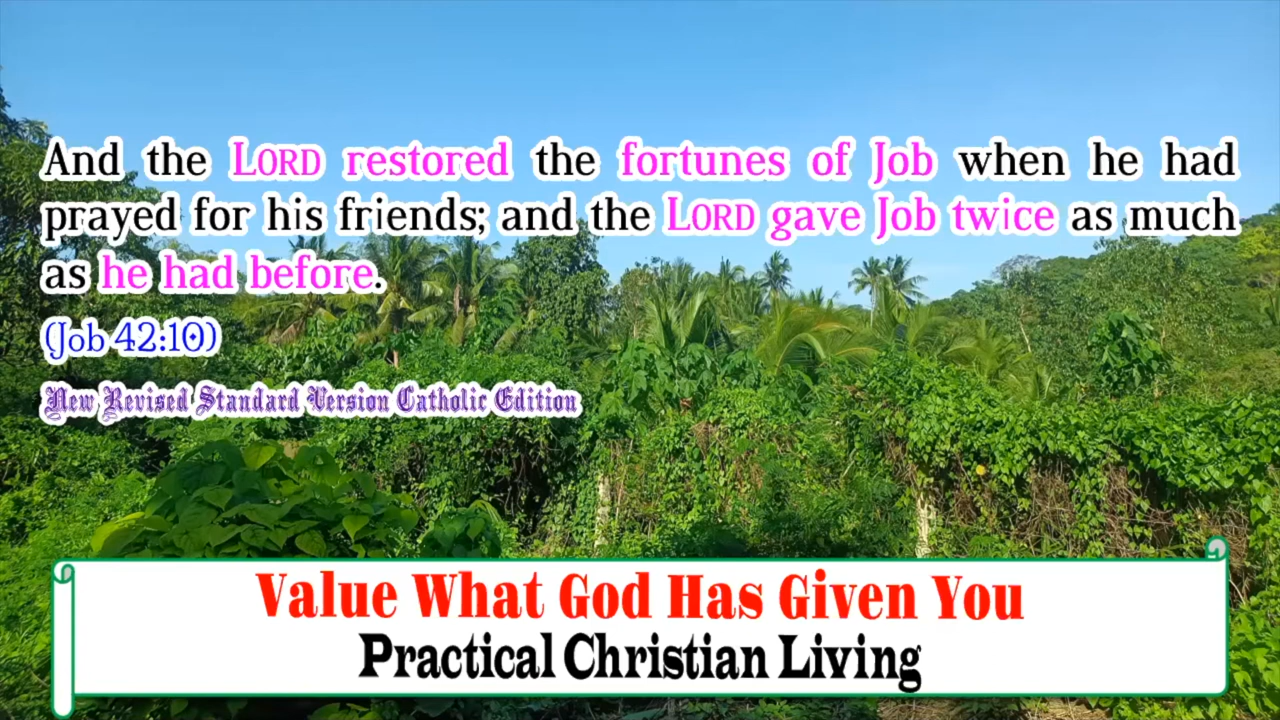 And the LORD restored the fortunes of Job when he had
prayed for his friends; and the LORD gave Job twice as much
as he had before.
(Job 42:10)
New Revised Standard Version Catholic Edition
Value What God Has Given You
Practical Christian Living